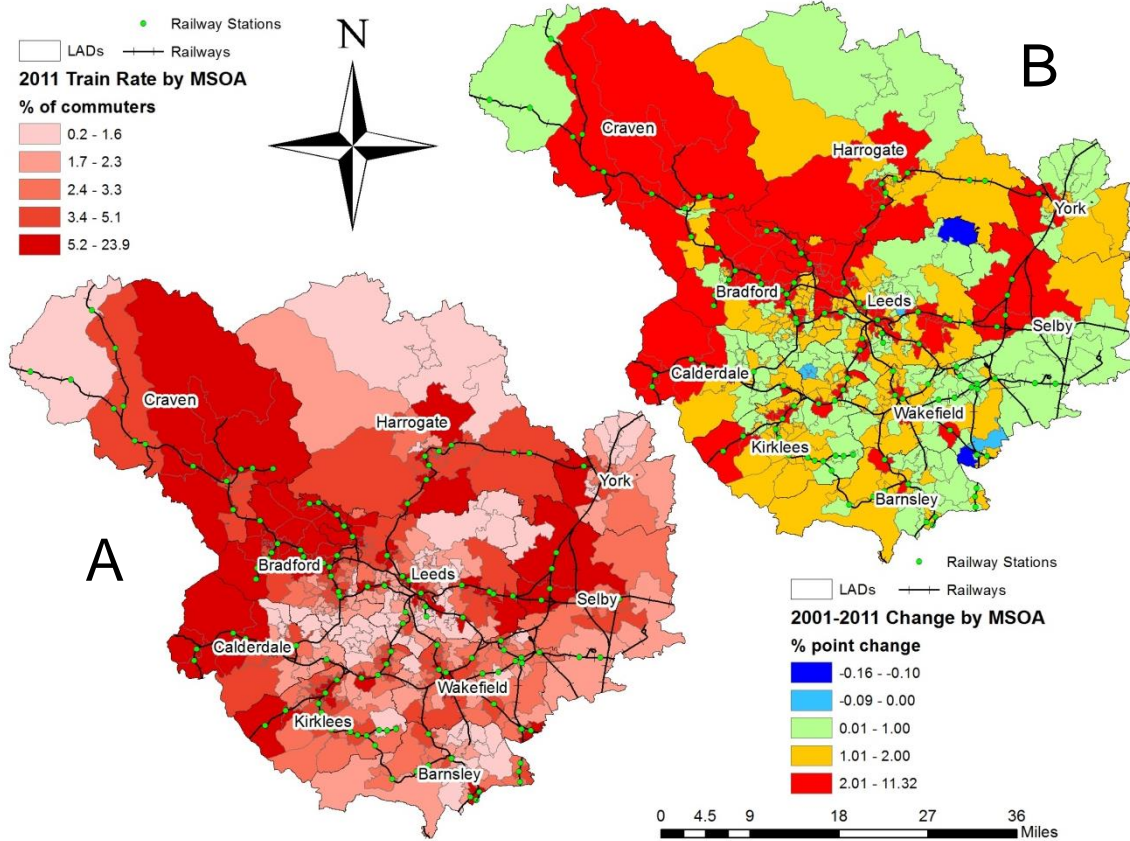 Railway Stations
LADs
Railways
2011 Train Rate by MSOA
% of commuters
0.2 - 1.6
1.7 - 2.3
2.4 - 3.3
3.4 - 5.1
5.2 - 23.9
N
B
Craven
Harrogate
York
Bradford
Leeds
Selby
Calderdale
Wakefield
Kirklees
Barnsley
A
Craven
Harrogate
York
Bradford
Leeds
Selby
Calderdale
Wakefield
Kirklees
Barnsley
Railway Stations
LADs
Railways
2001-2011 Change by MSOA
% point change
-0.16 - -0.10
-0.09 - 0.00
0.01 - 1.00
1.01 - 2.00
2.01 - 11.32
0 4.5 9 18 27 36
Miles